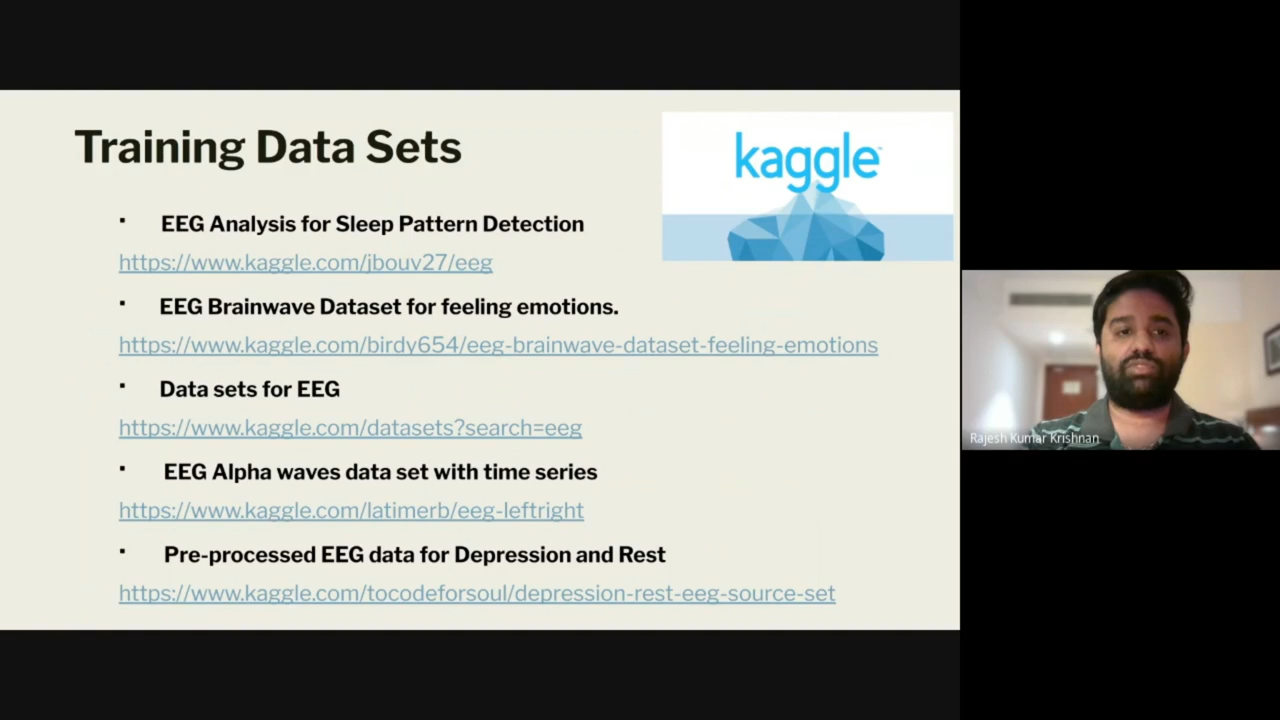 Training Data Sets
kaggle
EEG Analysis for Sleep Pattern Detection
https://www.kaggle.com/jbouv27/eeg
EEG Brainwave Dataset for feeling emotions.
https://www.kaggle.com/birdy654/eeg-brainwave-dataset-feeling-emotions
Data sets for EEG
https://www.kaggle.com/datasets?search=eeg
EEG Alpha waves data set with time series
https://www.kaggle.com/latimerb/eeg-leftright
Pre-processed EEG data for Depression and Rest
https://www.kaggle.com/tocodeforsoul/depression-rest-eeg-source-set
Rajesh Kumar Krishnan